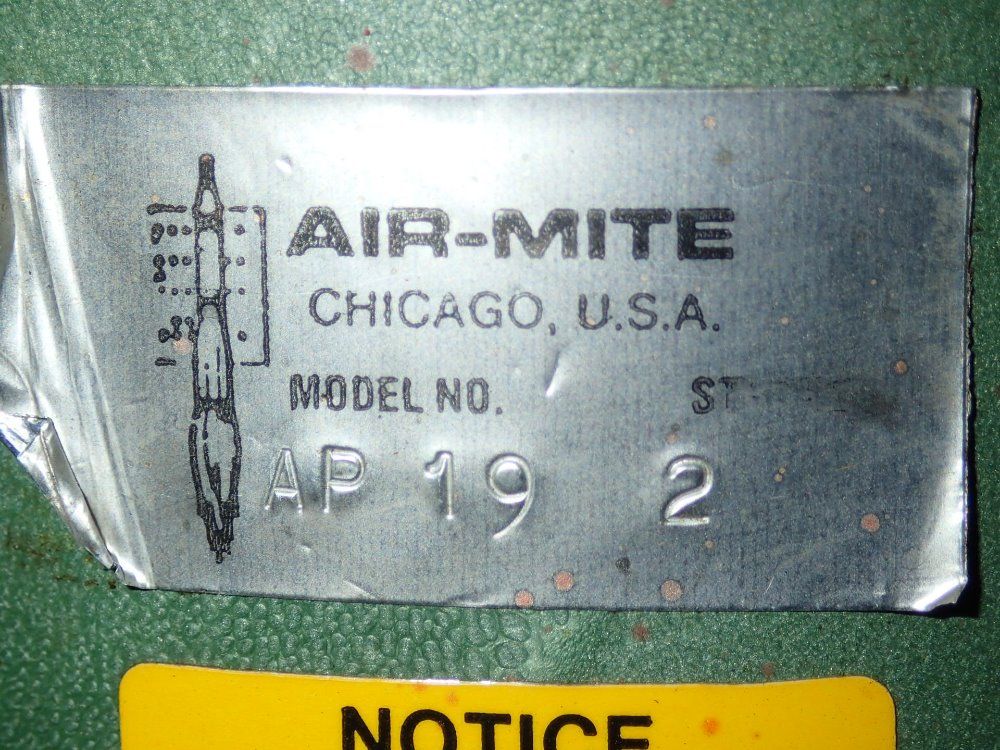 AIR-MITE
CHICAGO, U.S.A.
MODEL NO.
AP 19 2
NOTICE